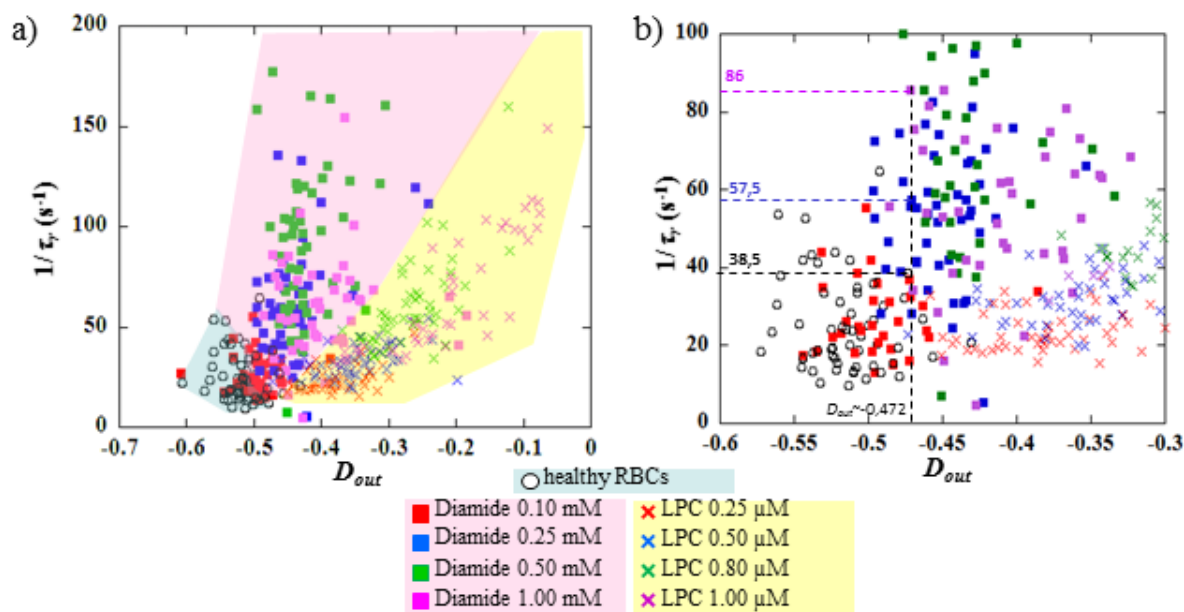 a)
200
150
100
50
0
1/ τr (s-1)
-0.7 -0.6 -0.5 -0.4 -0.3 -0.2 -0.1 0
Dout
b)
100
80
60
40
20
0
1/ τr (s-1)
86
57,5
38,5
Dout~-0,472
-0.6 -0.55 -0.5 -0.45 -0.4 -0.35 -0.3
Dout
healthy RBCs
Diamide 0.10 mM
Diamide 0.25 mM
Diamide 0.50 mM
Diamide 1.00 mM
LPC 0.25 µM
LPC 0.50 µM
LPC 0.80 µM
LPC 1.00 µM